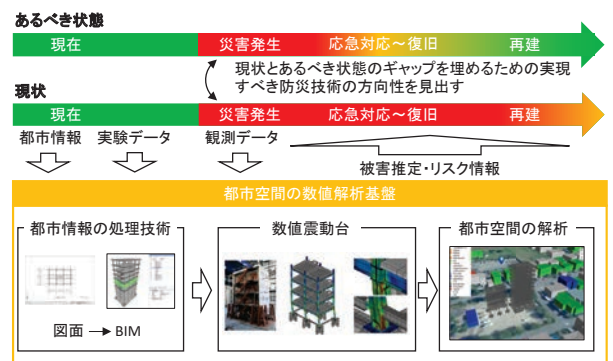 あるべき状態
現在 災害発生 応急対応～復旧 再建
現状とあるべき状態のギャップを埋めるための実現
すべき防災技術の方向性を見出す
現状
現在 災害発生 応急対応～復旧 再建
都市情報 実験データ 観測データ
被害推定・リスク情報
都市空間の数値解析基盤
都市情報の処理技術 数値震動台 都市空間の解析
図面 → BIM